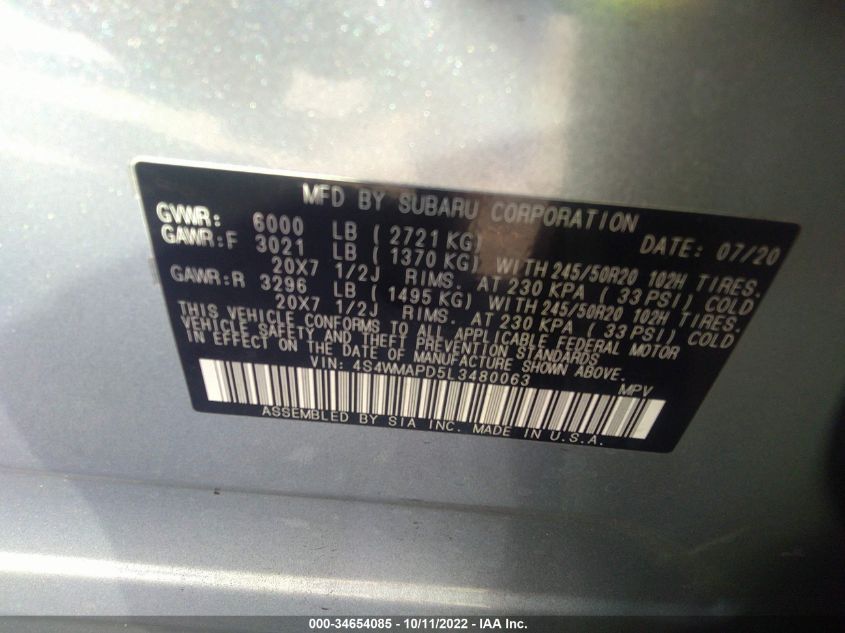 MFD BY SUBARU CORPORATION
GVWR: 6000 LB ( 2721 KG) DATE: 07/20
GAWR:F 3021 LB ( 1370 KG) WITH 245/50R20 102H TIRES.
20X7 1/2J RIMS. AT 230 KPA ( 33 PSI) COLD
GAWR:R 3296 LB ( 1495 KG) WITH 245/50R20 102H TIRES.
20X7 1/2J RIMS. AT 230 KPA ( 33 PSI) COLD
THIS VEHICLE CONFORMS TO ALL APPLICABLE FEDERAL MOTOR
VEHICLE SAFETY AND THEFT PREVENTION STANDARDS
IN EFFECT ON THE DATE OF MANUFACTURE SHOWN ABOVE.
VIN: 4S4WMAPD5L3480063 MPV
ASSEMBLED BY SIA INC. MADE IN U.S.A.
000-34654085 - 10/11/2022 - IAA Inc.